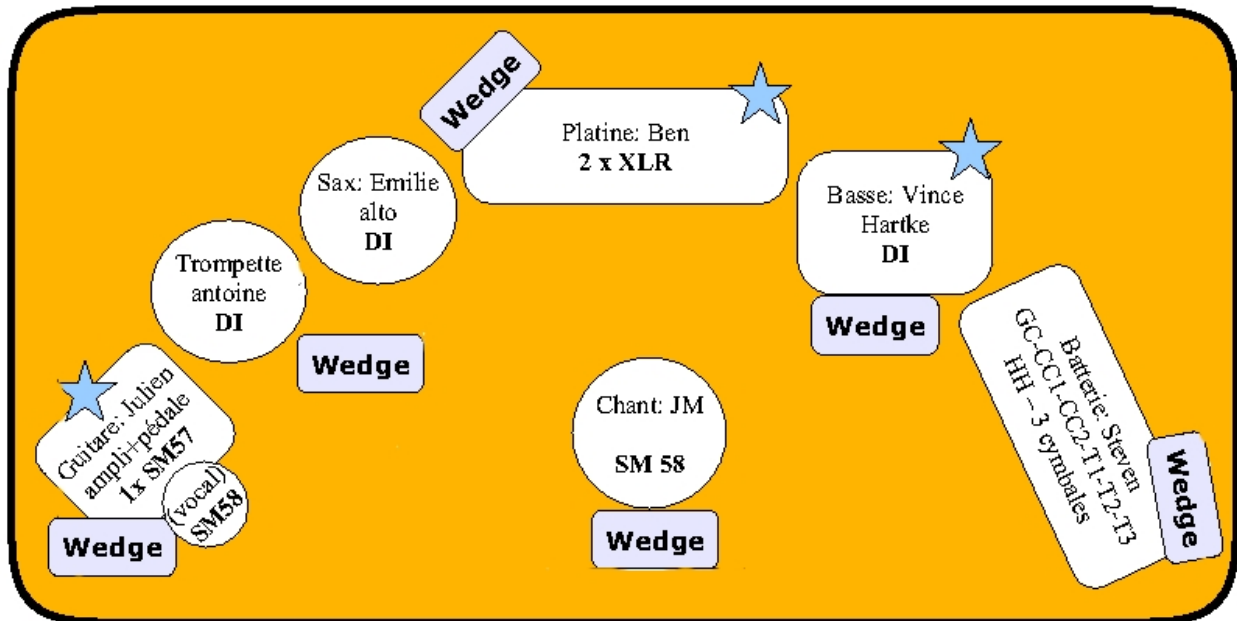 Wedge
Platine: Ben
2 x XLR
Sax: Emilie
alto
DI
Basse: Vince
Hartke
DI
Trompette
antoine
DI
Wedge
Wedge
Guitare: Julien
ampli+pédale
1x SM57
(vocal)
SM58
Wedge
Chant: JM
SM 58
Wedge
Batterie: Steven
GC-CC1-CC2-T1-T2-T3
HH – 3 cymbales
Wedge